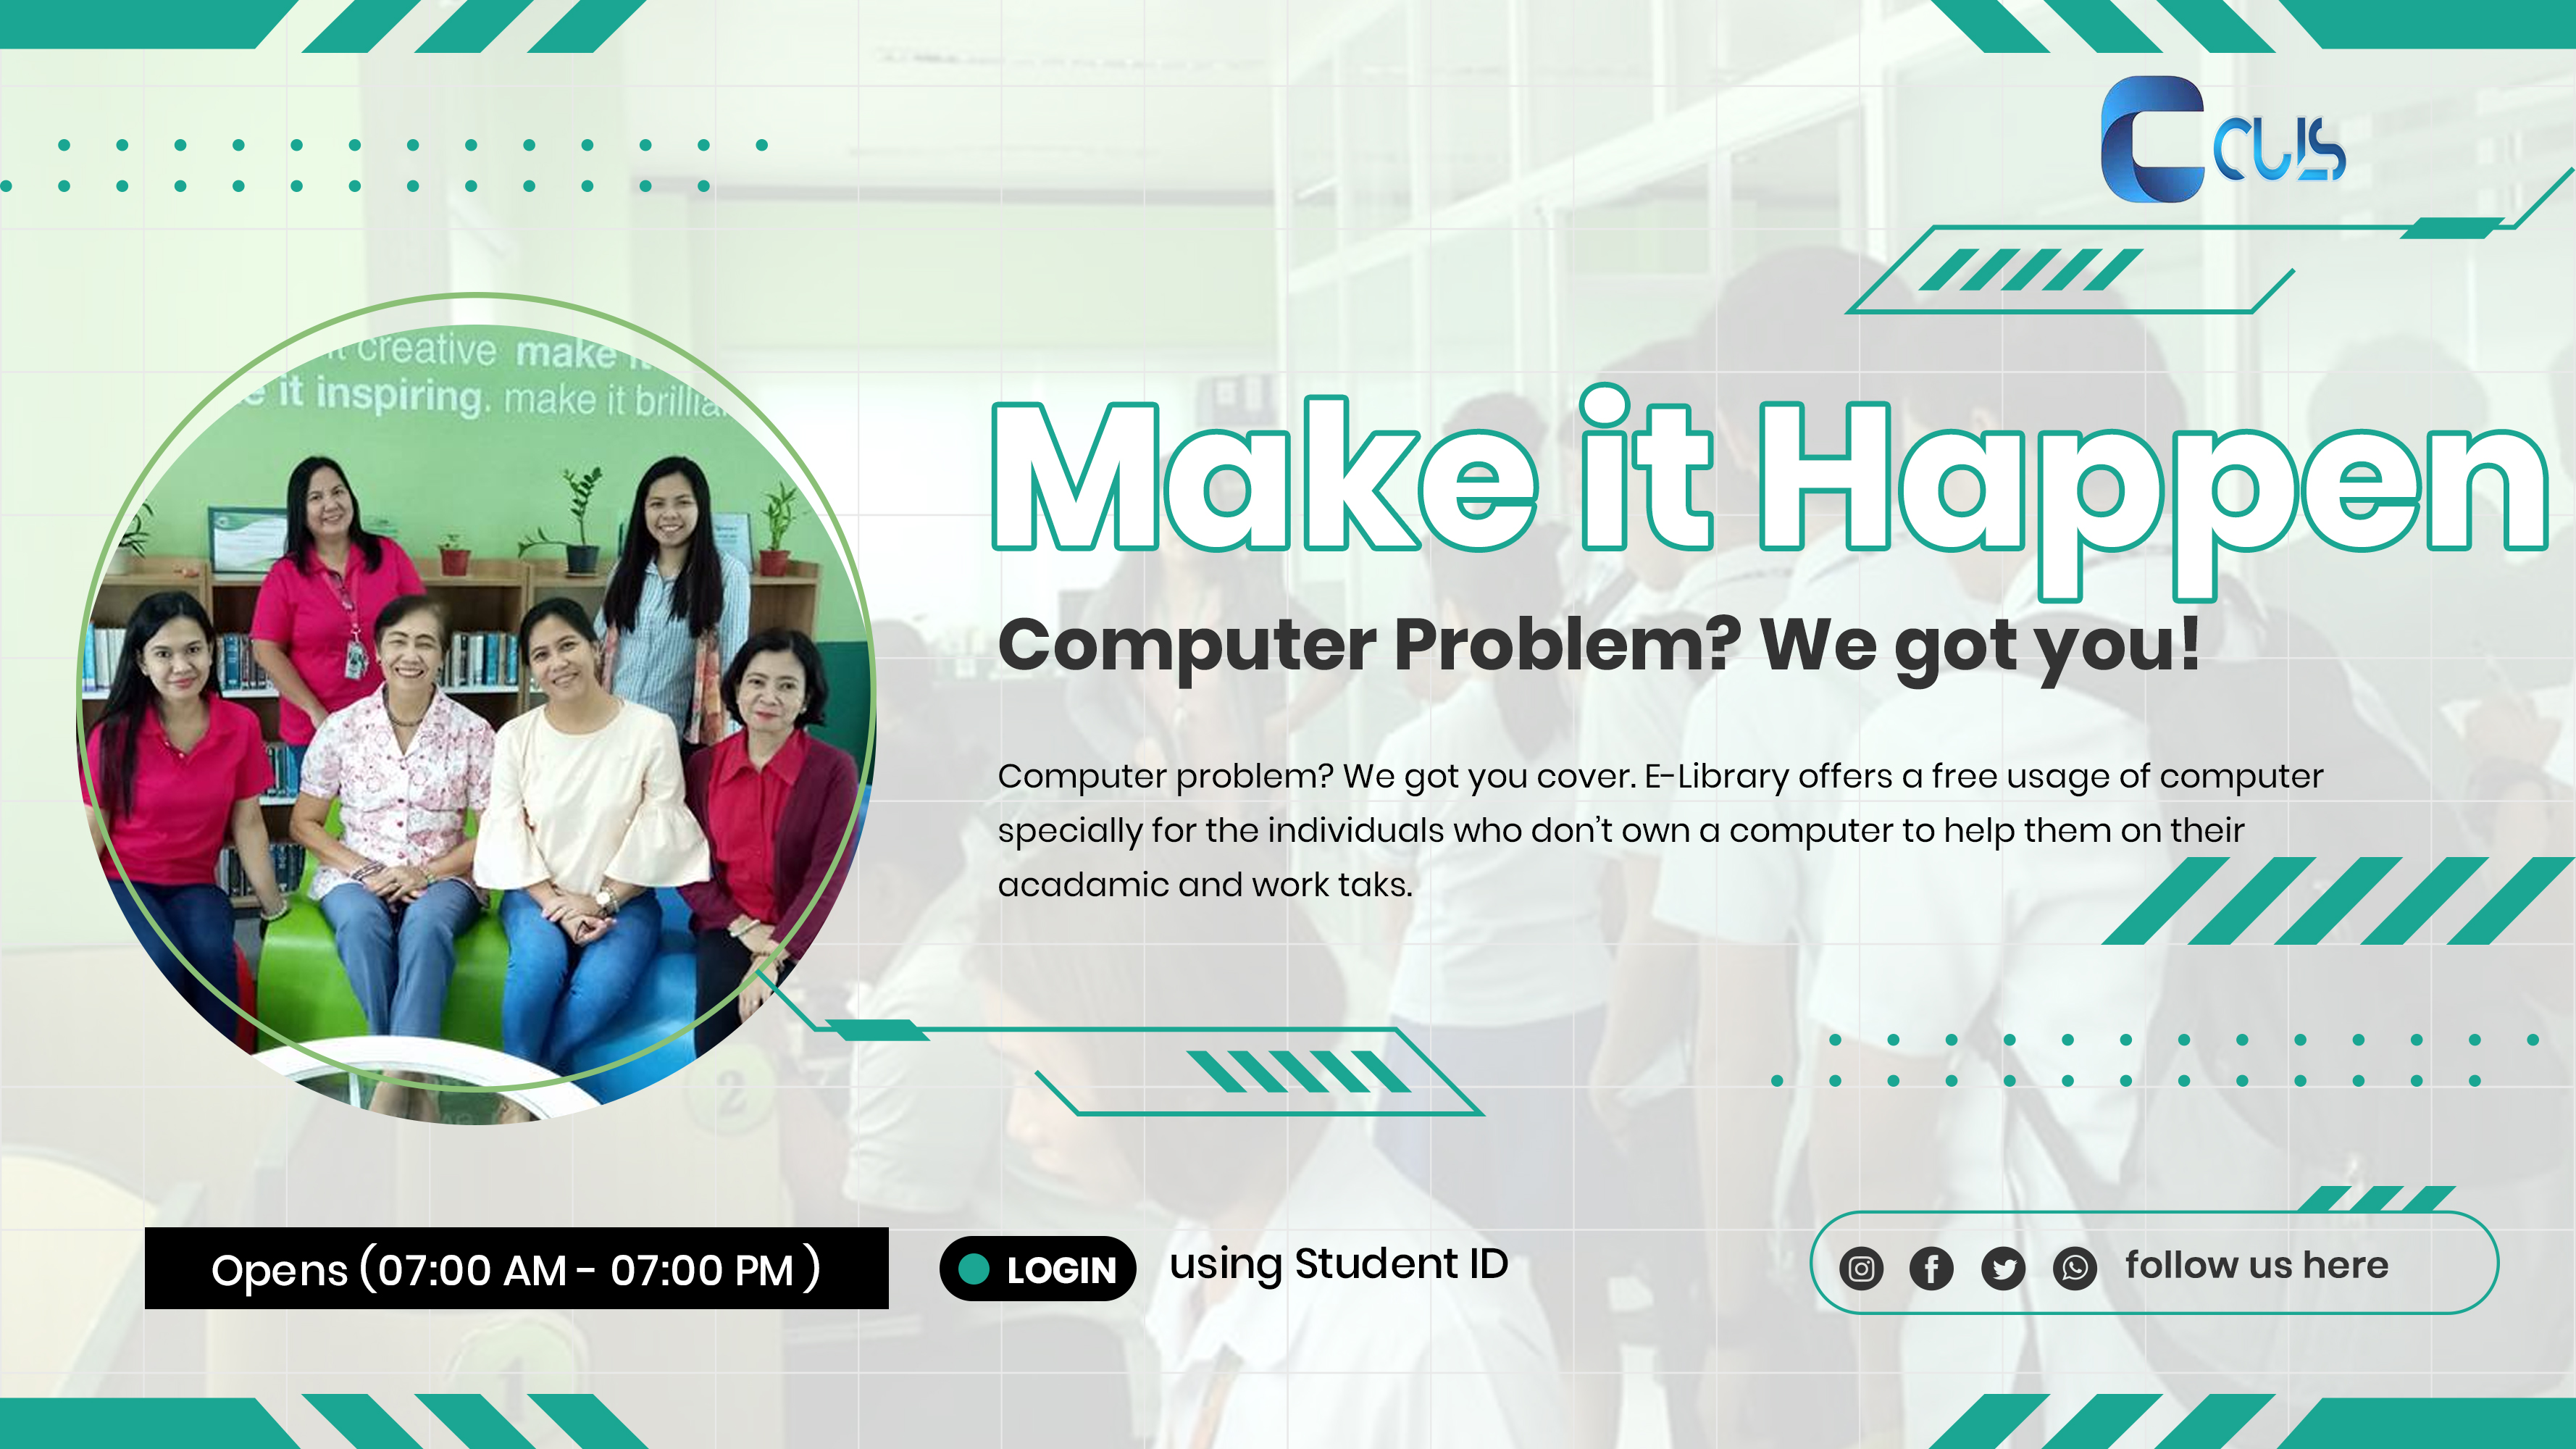 CULS
creative make
it inspiring. make it
Make it Happen
Computer Problem? We got you!
Computer problem? We got you cover. E-Library offers a free usage of computer
specially for the individuals who don't own a computer to help them on their
acadamic and work taks.
2
1
Opens (07:00 AM - 07:00 PM )
LOGIN using Student ID
follow us here